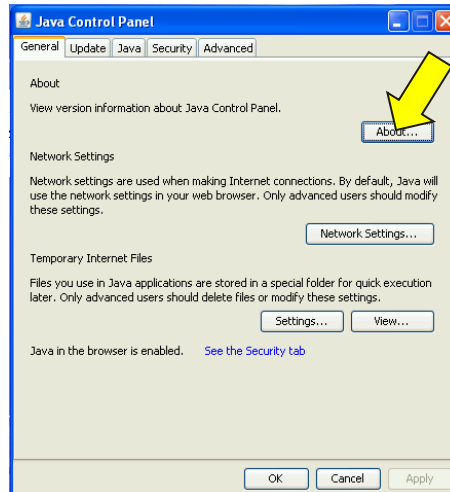 Java Control Panel
General Update Java Security Advanced
About
View version information about Java Control Panel.
About...
Network Settings
Network settings are used when making Internet connections. By default, Java will
use the network settings in your web browser. Only advanced users should modify
these settings.
Network Settings...
Temporary Internet Files
Files you use in Java applications are stored in a special folder for quick execution
later. Only advanced users should delete files or modify these settings.
Settings... View...
Java in the browser is enabled. See the Security tab
OK Cancel Apply